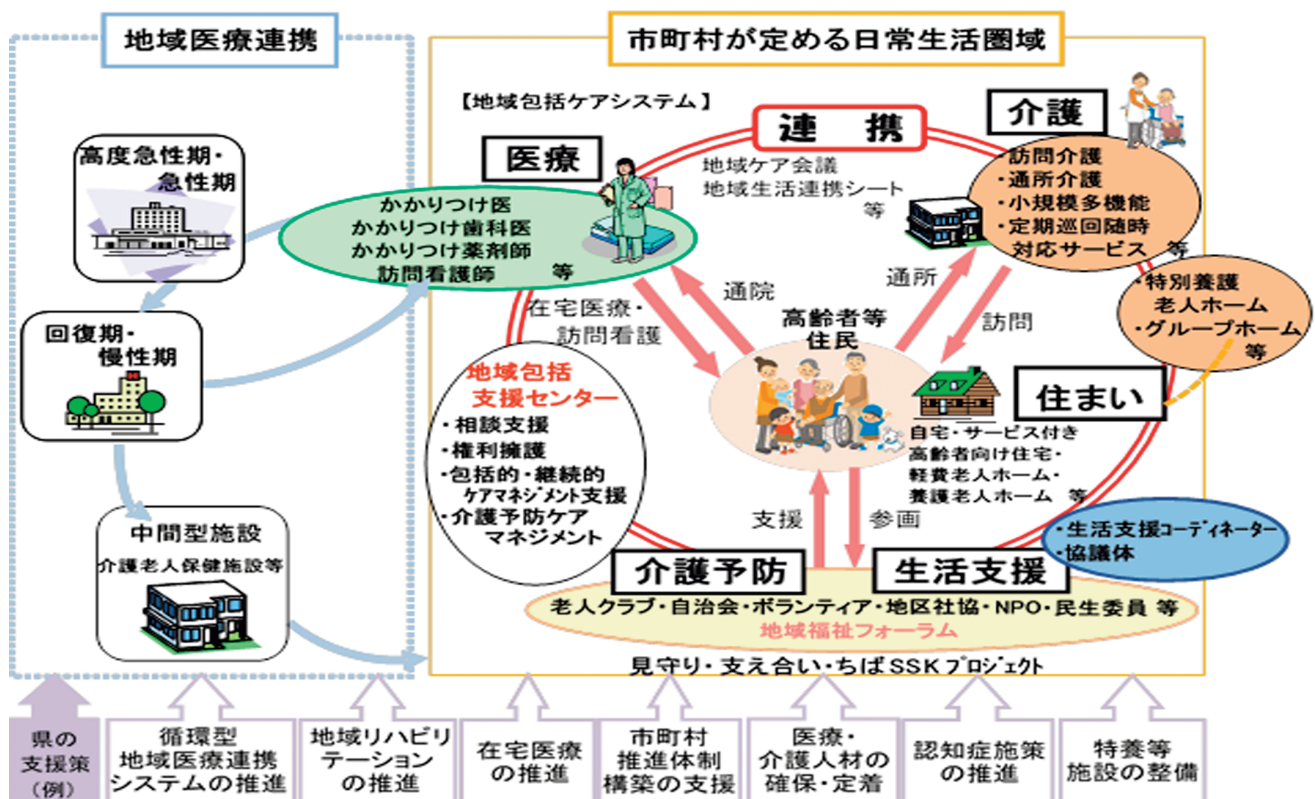 地域医療連携
市町村が定める日常生活圏域
【地域包括ケアシステム】
連 携
介護
医療
高度急性期・
急性期
地域ケア会議
地域生活連携シート
等
・訪問介護
・通所介護
・小規模多機能
・定期巡回随時
対応サービス 等
かかりつけ医
かかりつけ歯科医
かかりつけ薬剤師
訪問看護師 等
通院
通所
在宅医療・
訪問看護
訪問
・特別養護
老人ホーム
・グループホーム
等
高齢者等
住民
回復期・
慢性期
H
地域包括
支援センター
・相談支援
・権利擁護
・包括的・継続的
ケアマネジメント支援
・介護予防ケア
マネジメント
住まい
自宅・サービス付き
高齢者向け住宅・
軽費老人ホーム・
養護老人ホーム 等
支援
参画
中間型施設
介護老人保健施設等
・生活支援コーディネーター
・協議体
介護予防
生活支援
老人クラブ・自治会・ボランティア・地区社協・NPO・民生委員 等
地域福祉フォーラム
見守り・支え合い・ちばSSKプロジェクト
県の
支援策
(例)
循環型
地域医療連携
システムの推進
地域リハビリ
テーション
の推進
在宅医療
の推進
市町村
推進体制
構築の支援
医療・
介護人材の
確保・定着
認知症施策
の推進
特養等
施設の整備